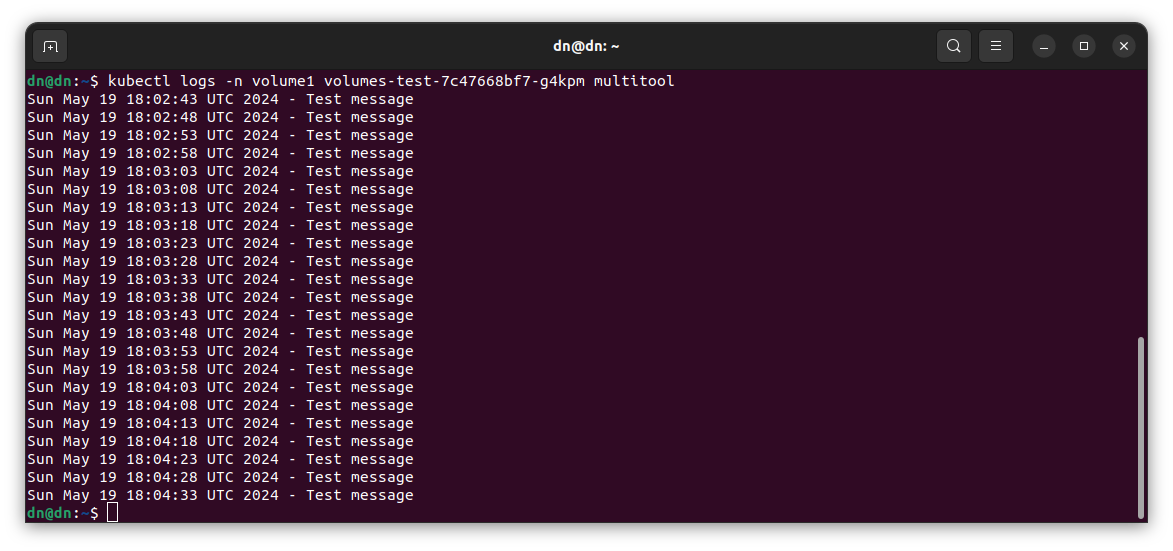 dn@dn: ~
dn@dn:~$ kubectl logs -n volume1 volumes-test-7c47668bf7-g4kpm multitool
Sun May 19 18:02:43 UTC 2024 - Test message
Sun May 19 18:02:48 UTC 2024 - Test message
Sun May 19 18:02:53 UTC 2024 - Test message
Sun May 19 18:02:58 UTC 2024 - Test message
Sun May 19 18:03:03 UTC 2024 - Test message
Sun May 19 18:03:08 UTC 2024 - Test message
Sun May 19 18:03:13 UTC 2024 - Test message
Sun May 19 18:03:18 UTC 2024 - Test message
Sun May 19 18:03:23 UTC 2024 - Test message
Sun May 19 18:03:28 UTC 2024 - Test message
Sun May 19 18:03:33 UTC 2024 - Test message
Sun May 19 18:03:38 UTC 2024 - Test message
Sun May 19 18:03:43 UTC 2024 - Test message
Sun May 19 18:03:48 UTC 2024 - Test message
Sun May 19 18:03:53 UTC 2024 - Test message
Sun May 19 18:03:58 UTC 2024 - Test message
Sun May 19 18:04:03 UTC 2024 - Test message
Sun May 19 18:04:08 UTC 2024 - Test message
Sun May 19 18:04:13 UTC 2024 - Test message
Sun May 19 18:04:18 UTC 2024 - Test message
Sun May 19 18:04:23 UTC 2024 - Test message
Sun May 19 18:04:28 UTC 2024 - Test message
Sun May 19 18:04:33 UTC 2024 - Test message
dn@dn:~$